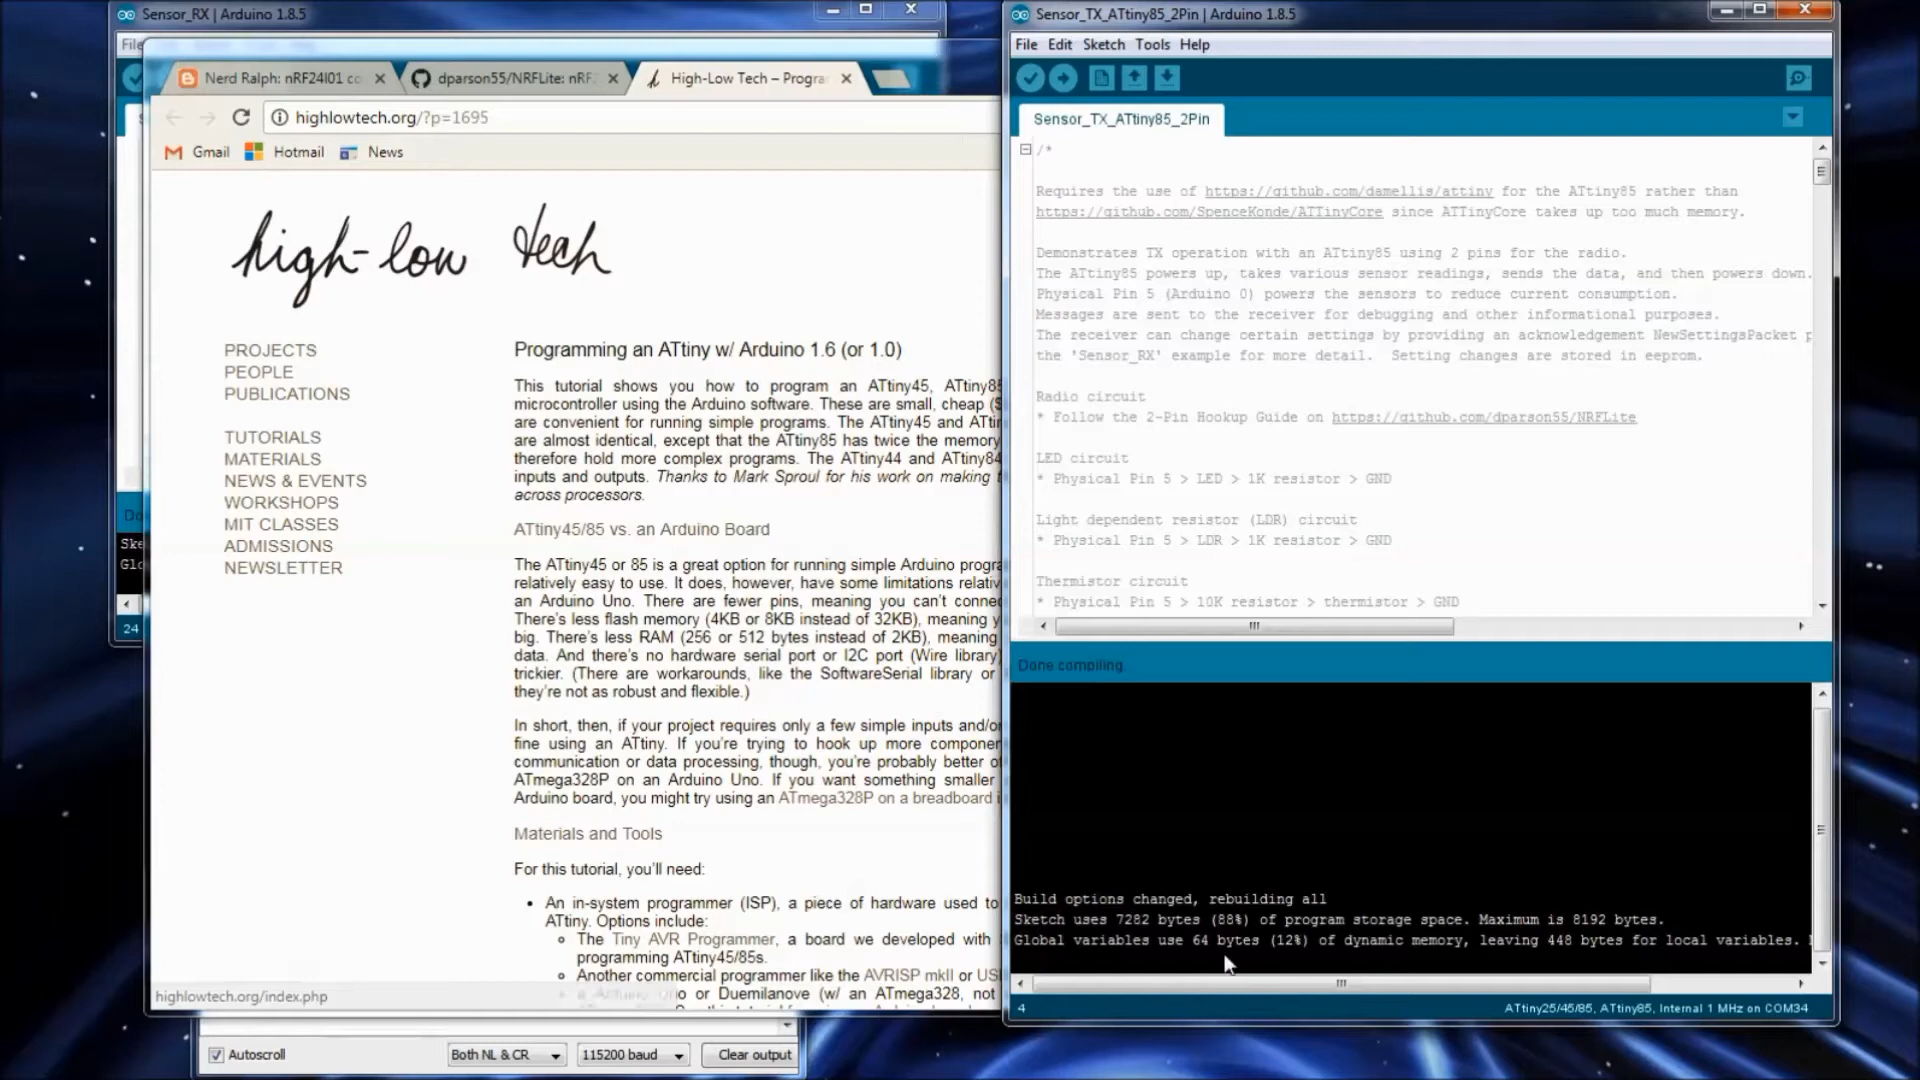 Sensor_RX | Arduino 1.8.5
File
Nerd Ralph: nRF24l01 co
dparson55/NRFLite: nRF
High-Low Tech – Progra
highlowtech.org/?p=1695
Gmail
Hotmail
News
high-low tech
PROJECTS
PEOPLE
PUBLICATIONS
TUTORIALS
MATERIALS
NEWS & EVENTS
WORKSHOPS
MIT CLASSES
ADMISSIONS
NEWSLETTER
Programming an ATtiny w/ Arduino 1.6 (or 1.0)
This tutorial shows you how to program an ATtiny45, ATtiny85
microcontroller using the Arduino software. These are small, cheap ($
are convenient for running simple programs. The ATtiny45 and ATtin
are almost identical, except that the ATtiny85 has twice the memory
therefore hold more complex programs. The ATtiny44 and ATtiny84
inputs and outputs. Thanks to Mark Sproul for his work on making t
across processors.
ATtiny45/85 vs. an Arduino Board
The ATtiny45 or 85 is a great option for running simple Arduino progra
relatively easy to use. It does, however, have some limitations relativ
an Arduino Uno. There are fewer pins, meaning you can't connec
There's less flash memory (4KB or 8KB instead of 32KB), meaning y
big. There's less RAM (256 or 512 bytes instead of 2KB), meaning
data. And there's no hardware serial port or I2C port (Wire library)
trickier. (There are workarounds, like the SoftwareSerial library or
they're not as robust and flexible.)
In short, then, if your project requires only a few simple inputs and/or
fine using an ATtiny. If you're trying to hook up more componen
communication or data processing, though, you're probably better of
ATmega328P on an Arduino Uno. If you want something smaller
Arduino board, you might try using an ATmega328P on a breadboard i
Materials and Tools
For this tutorial, you'll need:
• An in-system programmer (ISP), a piece of hardware used to
ATtiny. Options include:
The Tiny AVR Programmer, a board we developed with
programming ATtiny45/85s.
Another commercial programmer like the AVRISP mkII or US
or Duemilanove (w/ an ATmega328, not
highlowtech.org/index.php
Ske
Glo
24
Autoscroll
Both NL & CR
115200 baud
Clear output
Sensor_TX_ATtiny85_2Pin | Arduino 1.8.5
File Edit Sketch Tools Help
Sensor_TX_ATtiny85_2Pin
/*
Requires the use of https://github.com/damellis/attiny for the ATtiny85 rather than
https://github.com/SpenceKonde/ATTinyCore since ATTinyCore takes up too much memory.
Demonstrates TX operation with an ATtiny85 using 2 pins for the radio.
The ATtiny85 powers up, takes various sensor readings, sends the data, and then powers down.
Physical Pin 5 (Arduino 0) powers the sensors to reduce current consumption.
Messages are sent to the receiver for debugging and other informational purposes.
The receiver can change certain settings by providing an acknowledgement NewSettingsPacket p
the 'Sensor_RX' example for more detail.  Setting changes are stored in eeprom.
Radio circuit
* Follow the 2-Pin Hookup Guide on https://github.com/dparson55/NRFLite
LED circuit
* Physical Pin 5 > LED > 1K resistor > GND
Light dependent resistor (LDR) circuit
* Physical Pin 5 > LDR > 1K resistor > GND
Thermistor circuit
* Physical Pin 5 > 10K resistor > thermistor > GND
Done compiling.
Build options changed, rebuilding all
Sketch uses 7282 bytes (88%) of program storage space. Maximum is 8192 bytes.
Global variables use 64 bytes (12%) of dynamic memory, leaving 448 bytes for local variables.
4
ATtiny25/45/85, ATtiny85, Internal 1 MHz on COM34